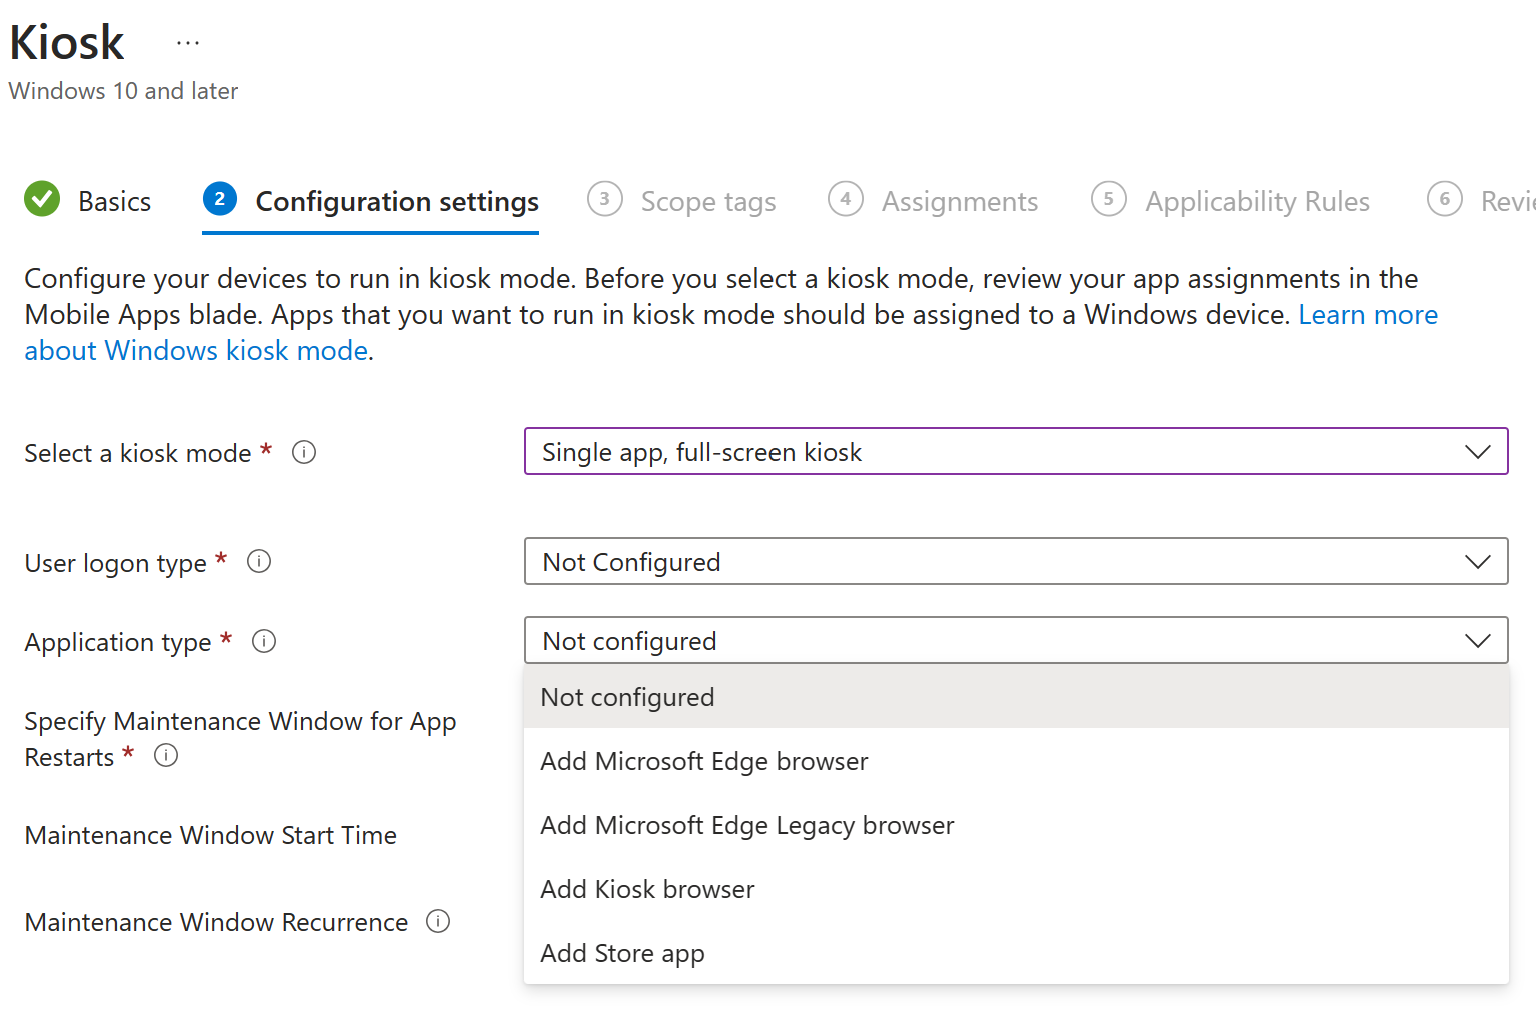 Kiosk ...
Windows 10 and later
Basics 2 Configuration settings 3 Scope tags 4 Assignments 5 Applicability Rules 6
Configure your devices to run in kiosk mode. Before you select a kiosk mode, review your app assignments in the
Mobile Apps blade. Apps that you want to run in kiosk mode should be assigned to a Windows device. Learn more
about Windows kiosk mode.
Select a kiosk mode * Single app, full-screen kiosk
User logon type * Not Configured
Application type * Not configured
Not configured
Specify Maintenance Window for App
Restarts *
Add Microsoft Edge browser
Maintenance Window Start Time
Add Microsoft Edge Legacy browser
Add Kiosk browser
Maintenance Window Recurrence
Add Store app